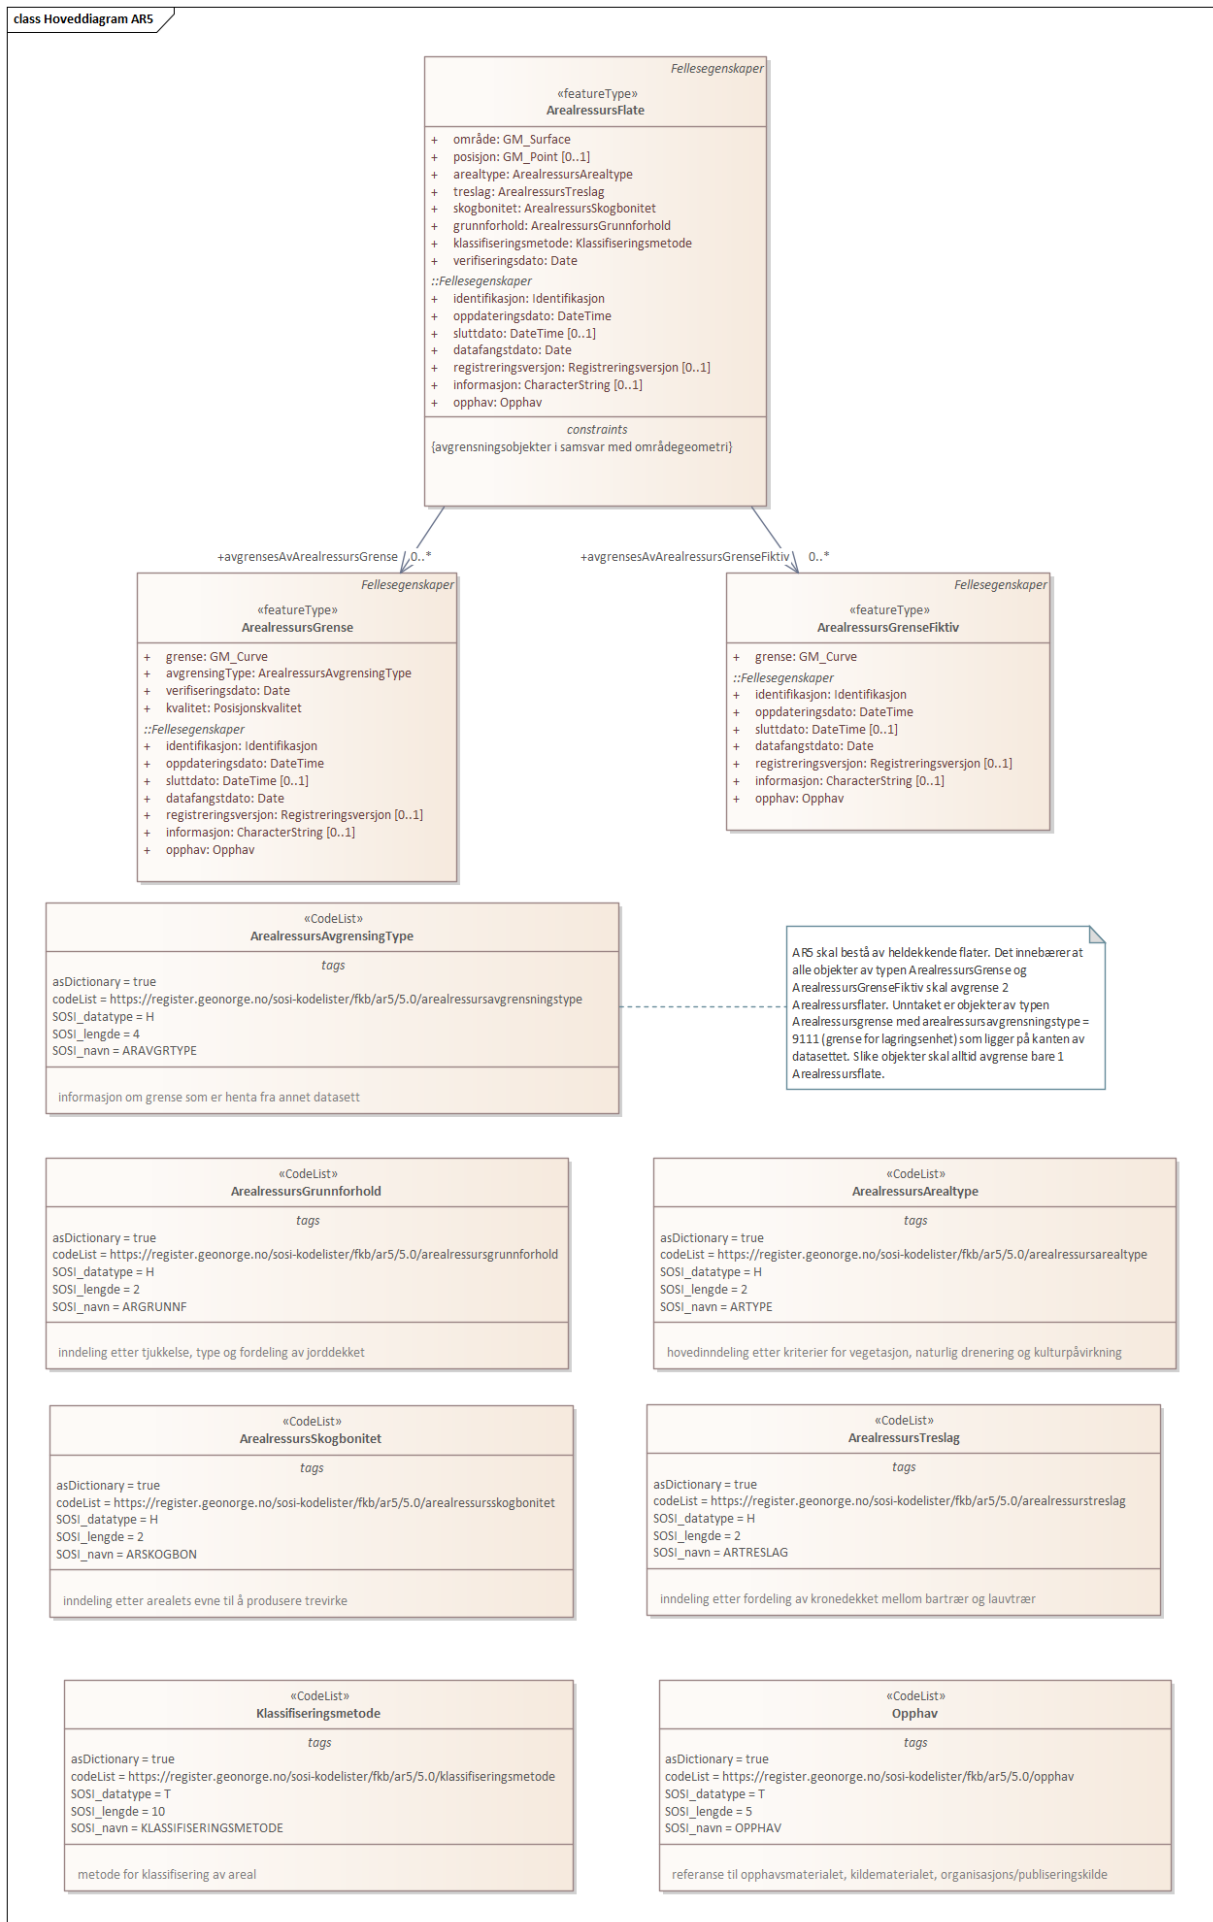 class Hoveddiagram AR5
Fellesegenskaper
«featureType»
ArealressursFlate
+ område: GM_Surface
+ posisjon: GM_Point [0..1]
+ arealtype: ArealressursArealtype
+ treslag: ArealressursTreslag
+ skogbonitet: ArealressursSkogbonitet
+ grunnforhold: ArealressursGrunnforhold
+ klassifiseringsmetode: Klassifiseringsmetode
+ verifiseringsdato: Date
::Fellesegenskaper
+ identifikasjon: Identifikasjon
+ oppdateringsdato: DateTime
+ sluttdato: DateTime [0..1]
+ datafangstdato: Date
+ registreringsversjon: Registreringsversjon [0..1]
+ informasjon: CharacterString [0..1]
+ opphav: Opphav
constraints
{avgrensningsobjekter i samsvar med områdegeometri}
+avgrensesAvArealressursGrense 0..*
+avgrensesAvArealressursGrenseFiktiv 0..*
Fellesegenskaper
«featureType»
ArealressursGrense
+ grense: GM_Curve
+ avgrensingType: ArealressursAvgrensingType
+ verifiseringsdato: Date
+ kvalitet: Posisjonskvalitet
::Fellesegenskaper
+ identifikasjon: Identifikasjon
+ oppdateringsdato: DateTime
+ sluttdato: DateTime [0..1]
+ datafangstdato: Date
+ registreringsversjon: Registreringsversjon [0..1]
+ informasjon: CharacterString [0..1]
+ opphav: Opphav
Fellesegenskaper
«featureType»
ArealressursGrenseFiktiv
+ grense: GM_Curve
::Fellesegenskaper
+ identifikasjon: Identifikasjon
+ oppdateringsdato: DateTime
+ sluttdato: DateTime [0..1]
+ datafangstdato: Date
+ registreringsversjon: Registreringsversjon [0..1]
+ informasjon: CharacterString [0..1]
+ opphav: Opphav
«CodeList»
ArealressursAvgrensingType
tags
asDictionary = true
codeList = https://register.geonorge.no/sosi-kodelister/fkb/ar5/5.0/arealressursavgrensningstype
SOSI_datatype = H
SOSI_lengde = 4
SOSI_navn = ARAVGRTYPE
informasjon om grense som er henta fra annet datasett
AR5 skal bestå av heldekkende flater. Det innebærer at
alle objekter av typen ArealressursGrense og
ArealressursGrenseFiktiv skal avgrense 2
Arealressursflater. Unntaket er objekter av typen
Arealressursgrense med arealressursavgrensningstype =
9111 (grense for lagringsenhet) som ligger på kanten av
datasettet. Slike objekter skal alltid avgrense bare 1
Arealressursflate.
«CodeList»
ArealressursGrunnforhold
tags
asDictionary = true
codeList = https://register.geonorge.no/sosi-kodelister/fkb/ar5/5.0/arealressursgrunnforhold
SOSI_datatype = H
SOSI_lengde = 2
SOSI_navn = ARGRUNNF
inndeling etter tjukkelse, type og fordeling av jorddekket
«CodeList»
ArealressursArealtype
tags
asDictionary = true
codeList = https://register.geonorge.no/sosi-kodelister/fkb/ar5/5.0/arealressursarealtype
SOSI_datatype = H
SOSI_lengde = 2
SOSI_navn = ARTYPE
hovedinndeling etter kriterier for vegetasjon, naturlig drenering og kulturpåvirkning
«CodeList»
ArealressursSkogbonitet
tags
asDictionary = true
codeList = https://register.geonorge.no/sosi-kodelister/fkb/ar5/5.0/arealressursskogbonitet
SOSI_datatype = H
SOSI_lengde = 2
SOSI_navn = ARSKOGBON
inndeling etter arealets evne til å produsere trevirke
«CodeList»
ArealressursTreslag
tags
asDictionary = true
codeList = https://register.geonorge.no/sosi-kodelister/fkb/ar5/5.0/arealressurstreslag
SOSI_datatype = H
SOSI_lengde = 2
SOSI_navn = ARTRESLAG
inndeling etter fordeling av kronedekket mellom bartrær og lauvtrær
«CodeList»
Klassifiseringsmetode
tags
asDictionary = true
codeList = https://register.geonorge.no/sosi-kodelister/fkb/ar5/5.0/klassifiseringsmetode
SOSI_datatype = T
SOSI_lengde = 10
SOSI_navn = KLASSIFISERINGSMETODE
metode for klassifisering av areal
«CodeList»
Opphav
tags
asDictionary = true
codeList = https://register.geonorge.no/sosi-kodelister/fkb/ar5/5.0/opphav
SOSI_datatype = T
SOSI_lengde = 5
SOSI_navn = OPPHAV
referanse til opphavsmaterialet, kildematerialet, organisasjons/publiseringskilde